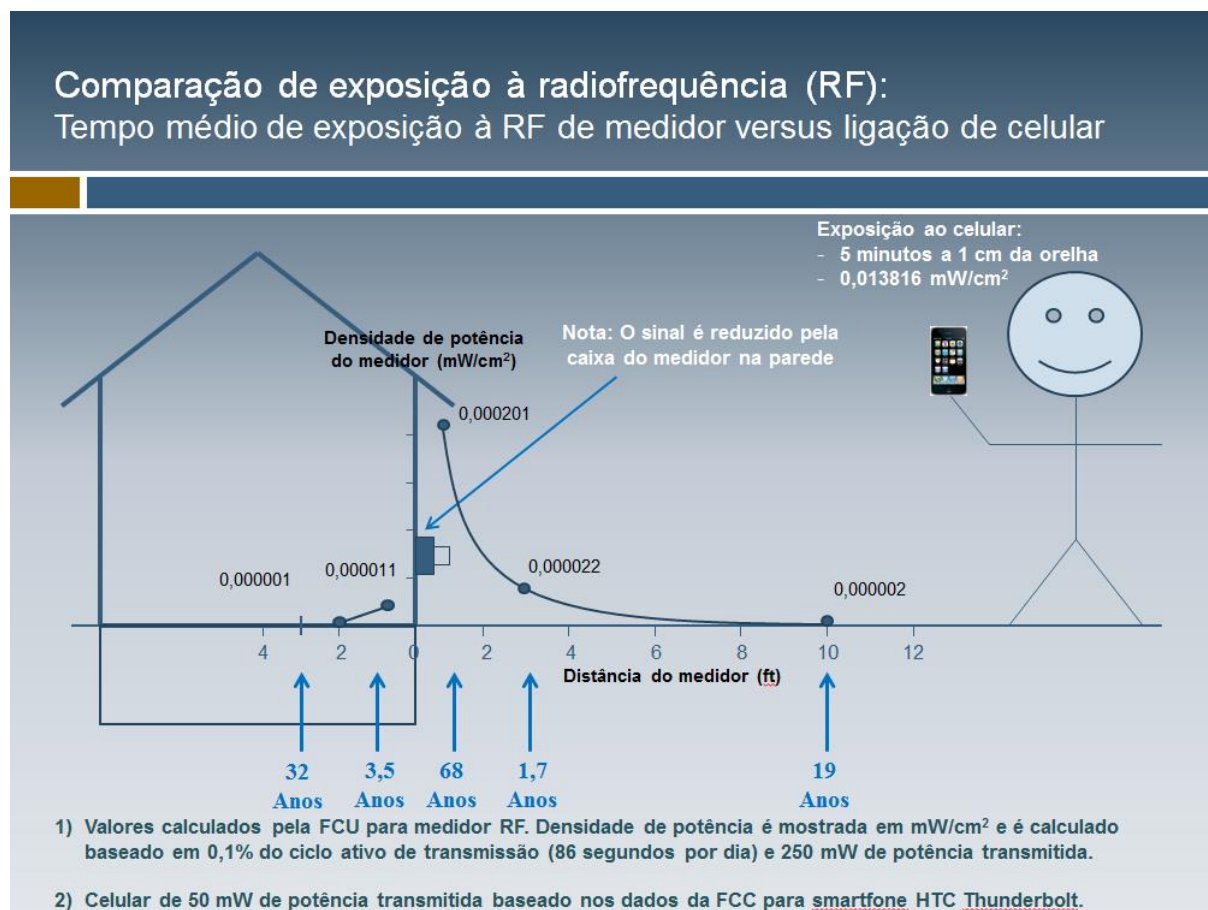 Comparação de exposição à radiofrequência (RF):
Tempo médio de exposição à RF de medidor versus ligação de celular
Exposição ao celular:
- 5 minutos a 1 cm da orelha
- 0,013816 mW/cm²
Densidade de potência
do medidor (mW/cm²)
Nota: O sinal é reduzido pela
caixa do medidor na parede
0,000201
0,000001
0,000011
0,000022
0,000002
4 2 0 2 4 6 8 10 12
Distância do medidor (ft)
32 3,5 68 1,7 19
Anos Anos Anos Anos Anos
1) Valores calculados pela FCU para medidor RF. Densidade de potência é mostrada em mW/cm² e é calculado
baseado em 0,1% do ciclo ativo de transmissão (86 segundos por dia) e 250 mW de potência transmitida.
2) Celular de 50 mW de potência transmitida baseado nos dados da FCC para smartfone HTC Thunderbolt.